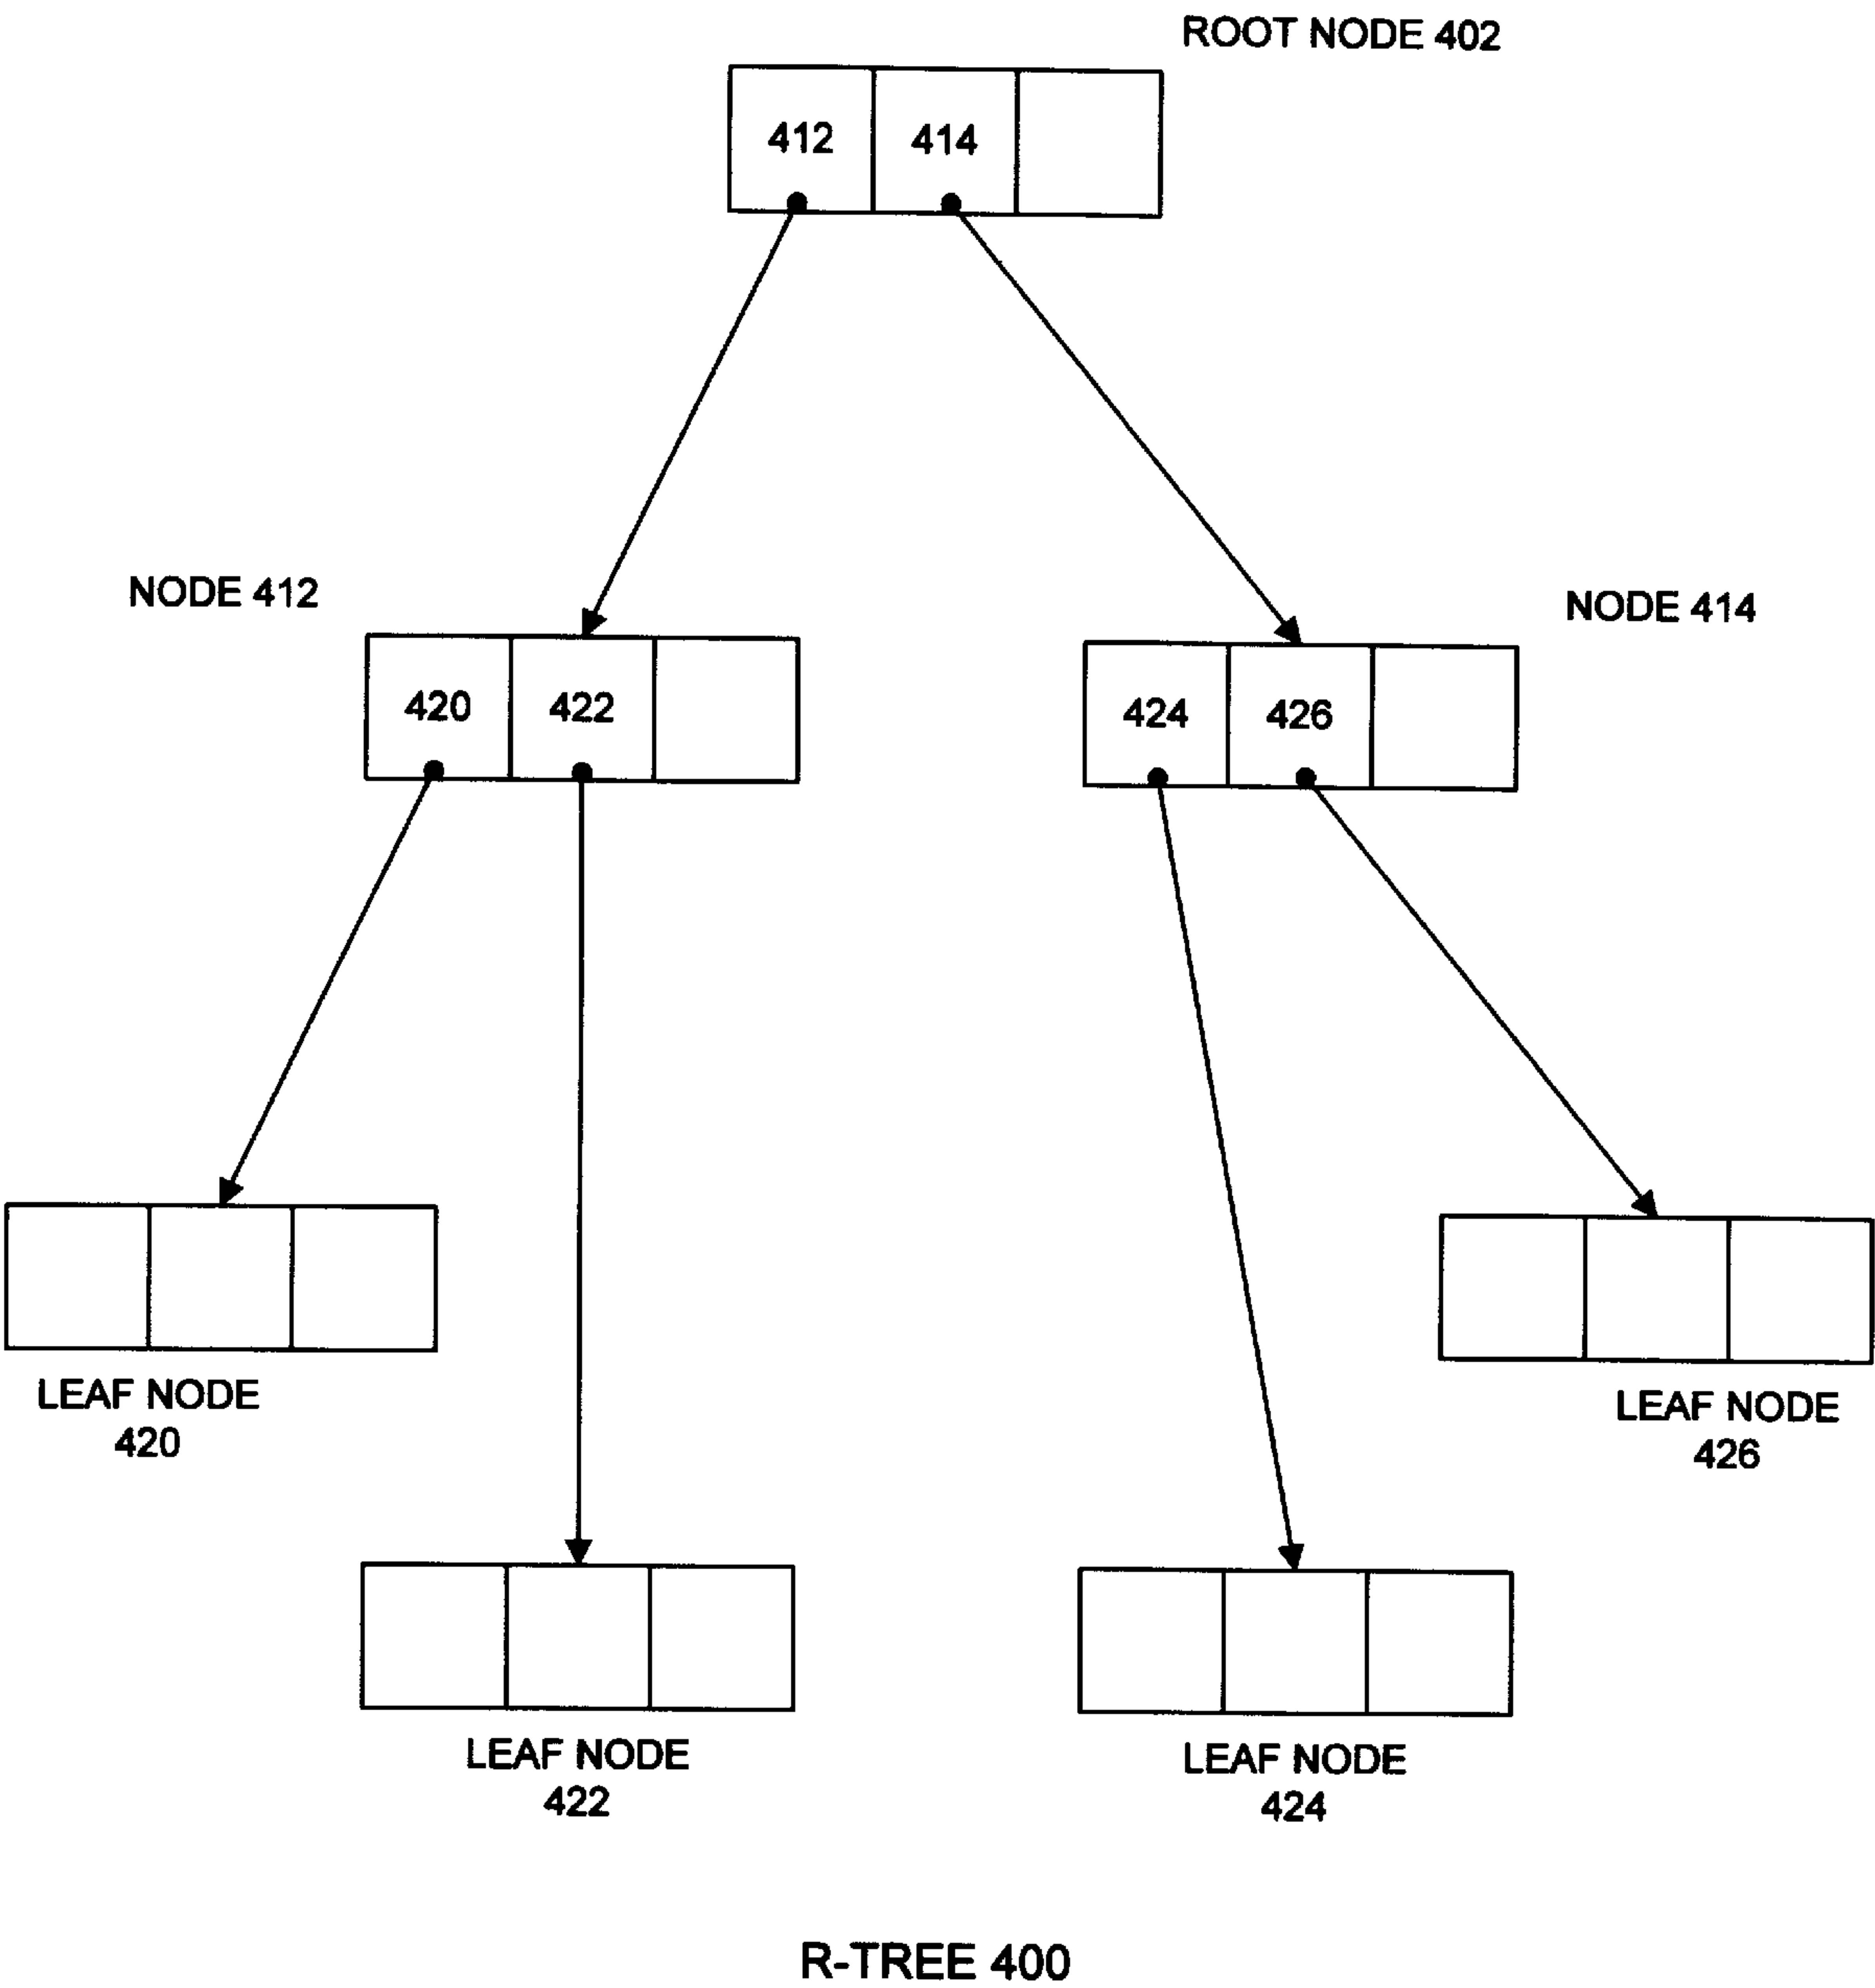 ROOT NODE 402
412 414
NODE 412
NODE 414
420 422
424 426
LEAF NODE
420
LEAF NODE
426
LEAF NODE
422
LEAF NODE
424
R-TREE 400